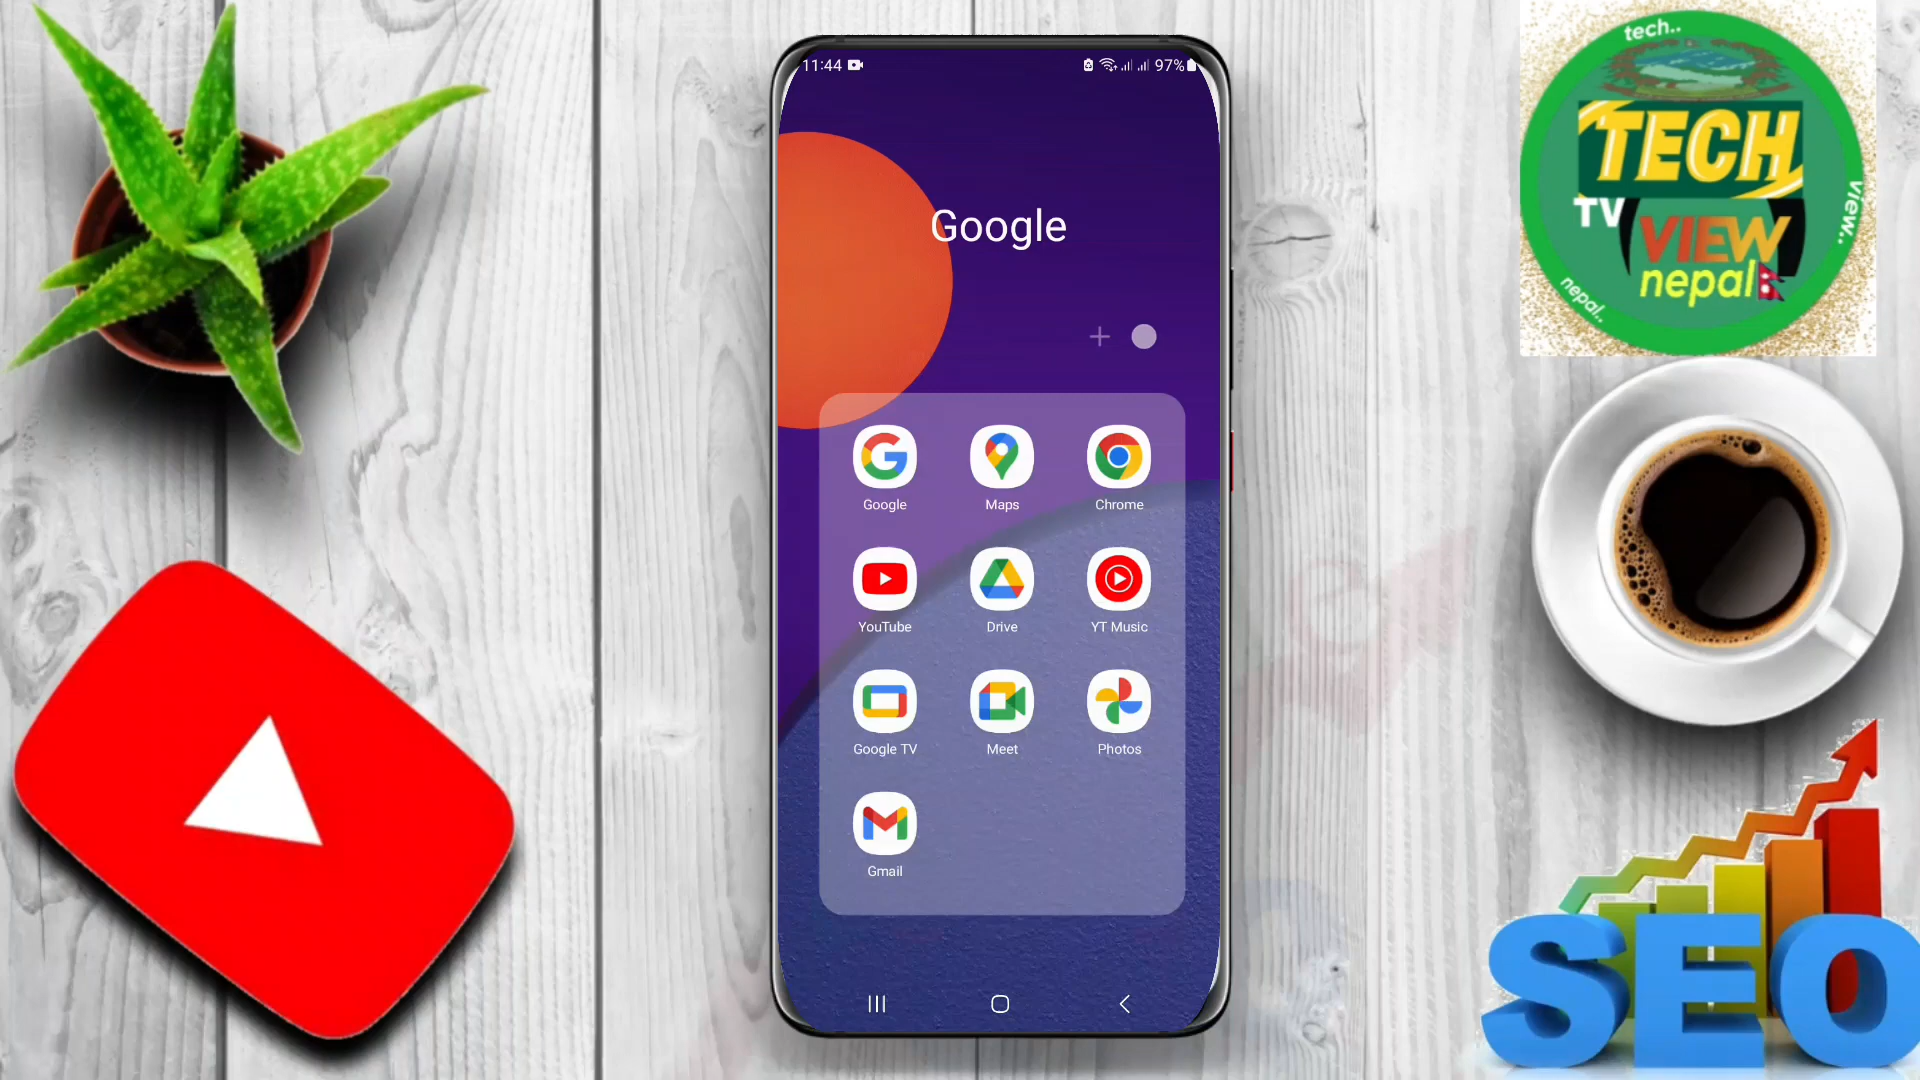 11:44
97%
Google
Google
Maps
Chrome
YouTube
Drive
YT Music
Google TV
Meet
Photos
Gmail
tech..
TECH
TV
VIEW
nepal
view..
nepal..
SEO